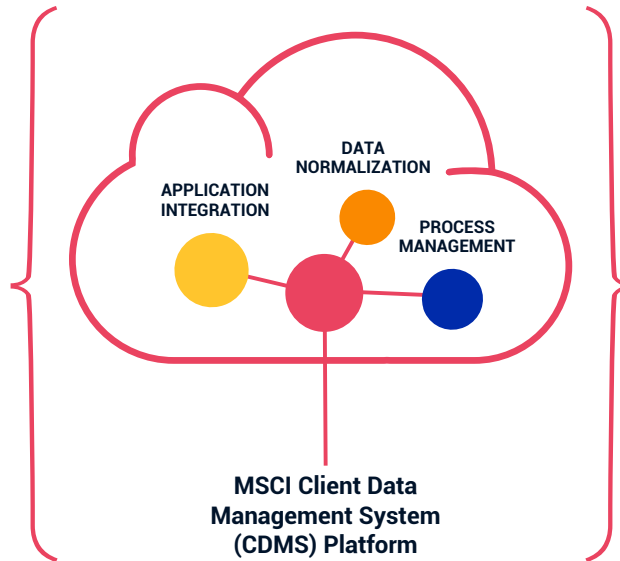 DATA
NORMALIZATION
APPLICATION
INTEGRATION
PROCESS
MANAGEMENT
MSCI Client Data
Management System
(CDMS) Platform